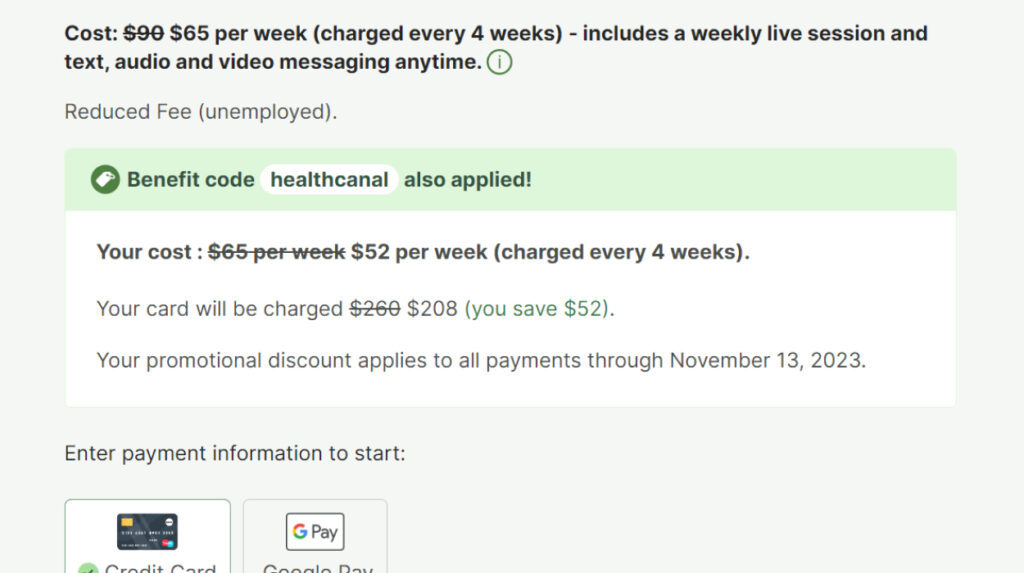 Cost: $90 $65 per week (charged every 4 weeks) - includes a weekly live session and
text, audio and video messaging anytime. i
Reduced Fee (unemployed).
Benefit code healthcanal also applied!
Your cost : $65 per week $52 per week (charged every 4 weeks).
Your card will be charged $260 $208 (you save $52).
Your promotional discount applies to all payments through November 13, 2023.
Enter payment information to start:
G Pay
Credit Card
Google Pay